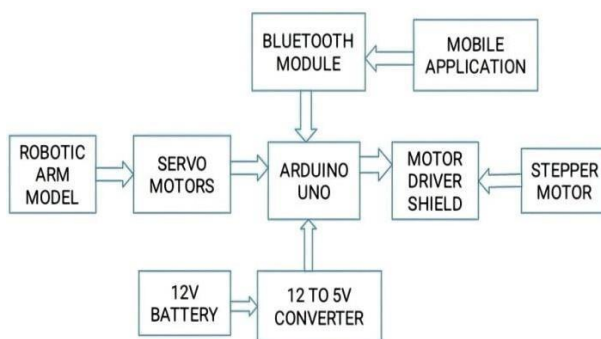 BLUETOOTH
MODULE
MOBILE
APPLICATION
ROBOTIC
ARM
MODEL
SERVO
MOTORS
ARDUINO
UNO
MOTOR
DRIVER
SHIELD
STEPPER
MOTOR
12V
BATTERY
12 TO 5V
CONVERTER